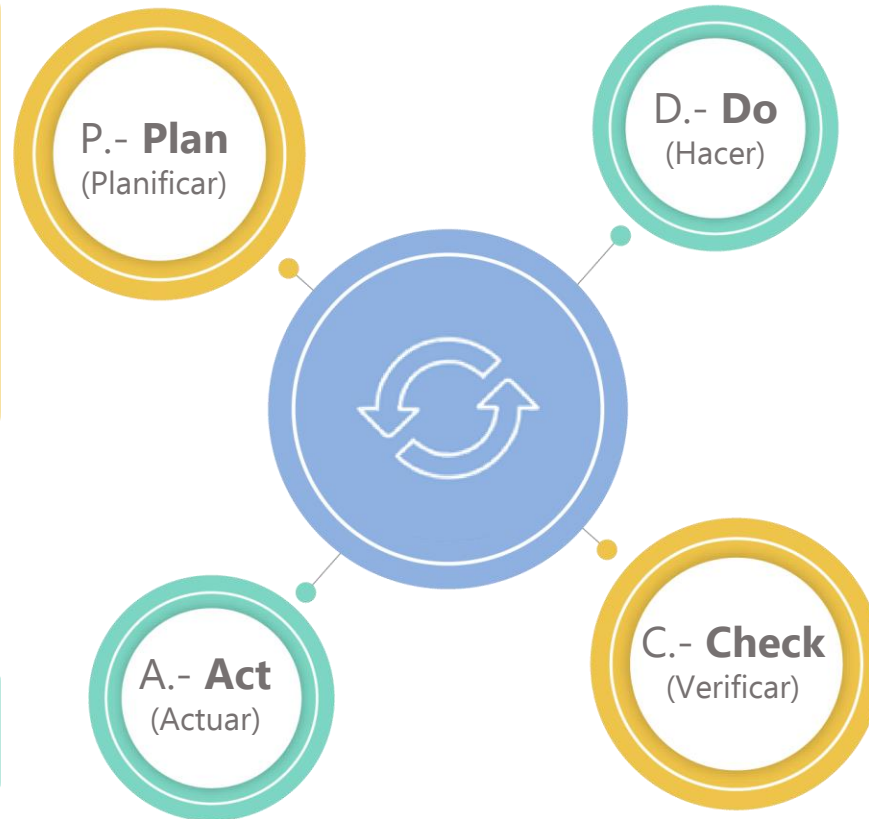 P.- Plan
(Planificar)
D.- Do
(Hacer)
C.- Check
(Verificar)
A.- Act
(Actuar)